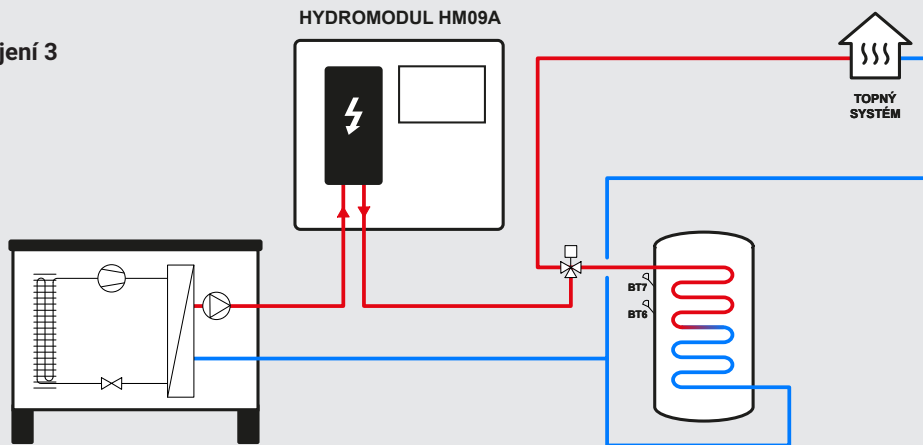 HYDROMODUL HM09A
jení 3
TOPNÝ
SYSTÉM
BT7
BT6